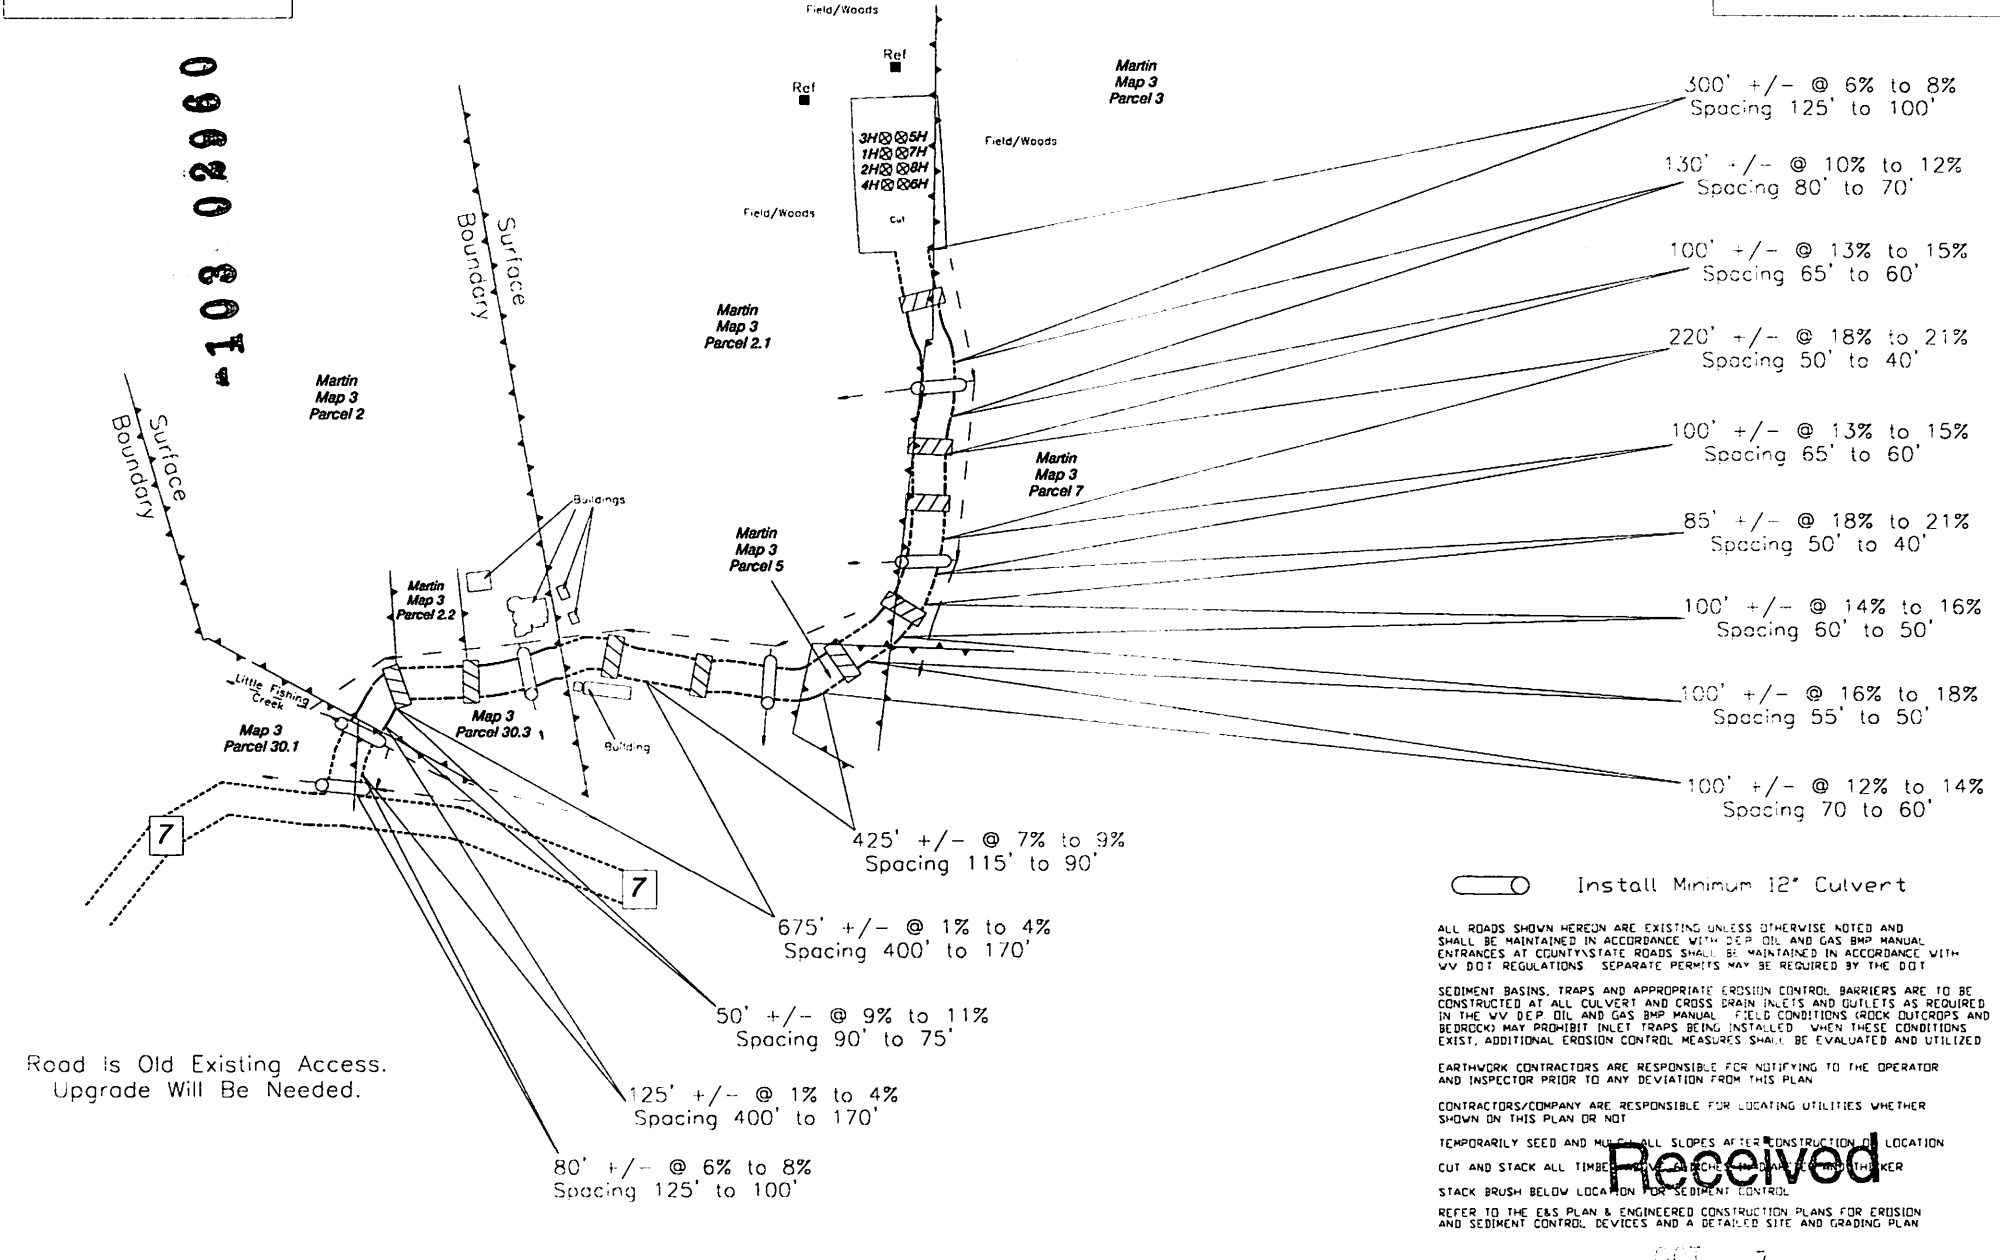 Field/Woods
Ref
Ref
Martin
Map 3
Parcel 3
-103 02960
3H 5H
1H 7H
2H 8H
4H 6H
Cut
Field/Woods
Field/Woods
Surface
Boundary
Martin
Map 3
Parcel 2.1
Martin
Map 3
Parcel 2
Surface
Boundary
Buildings
Martin
Map 3
Parcel 7
Martin
Map 3
Parcel 5
Martin
Map 3
Parcel 2.2
Little Fishing
Creek
Map 3
Parcel 30.1
Map 3
Parcel 30.3
Building
7
7
300' +/- @ 6% to 8%
Spacing 125' to 100'
130' +/- @ 10% to 12%
Spacing 80' to 70'
100' +/- @ 13% to 15%
Spacing 65' to 60'
220' +/- @ 18% to 21%
Spacing 50' to 40'
100' +/- @ 13% to 15%
Spacing 65' to 60'
85' +/- @ 18% to 21%
Spacing 50' to 40'
100' +/- @ 14% to 16%
Spacing 60' to 50'
100' +/- @ 16% to 18%
Spacing 55' to 50'
100' +/- @ 12% to 14%
Spacing 70 to 60'
425' +/- @ 7% to 9%
Spacing 115' to 90'
675' +/- @ 1% to 4%
Spacing 400' to 170'
50' +/- @ 9% to 11%
Spacing 90' to 75'
125' +/- @ 1% to 4%
Spacing 400' to 170'
80' +/- @ 6% to 8%
Spacing 125' to 100'
Road Is Old Existing Access.
Upgrade Will Be Needed.
Install Minimum 12" Culvert
ALL ROADS SHOWN HEREON ARE EXISTING UNLESS OTHERWISE NOTED AND
SHALL BE MAINTAINED IN ACCORDANCE WITH DEP OIL AND GAS BMP MANUAL
ENTRANCES AT COUNTY\STATE ROADS SHALL BE MAINTAINED IN ACCORDANCE WITH
WV DOT REGULATIONS SEPARATE PERMITS MAY BE REQUIRED BY THE DOT
SEDIMENT BASINS, TRAPS AND APPROPRIATE EROSION CONTROL BARRIERS ARE TO BE
CONSTRUCTED AT ALL CULVERT AND CROSS DRAIN INLETS AND OUTLETS AS REQUIRED
IN THE WV DEP OIL AND GAS BMP MANUAL FIELD CONDITIONS (ROCK OUTCROPS AND
BEDROCK) MAY PROHIBIT INLET TRAPS BEING INSTALLED WHEN THESE CONDITIONS
EXIST, ADDITIONAL EROSION CONTROL MEASURES SHALL BE EVALUATED AND UTILIZED
EARTHWORK CONTRACTORS ARE RESPONSIBLE FOR NOTIFYING TO THE OPERATOR
AND INSPECTOR PRIOR TO ANY DEVIATION FROM THIS PLAN
CONTRACTORS/COMPANY ARE RESPONSIBLE FOR LOCATING UTILITIES WHETHER
SHOWN ON THIS PLAN OR NOT
TEMPORARILY SEED AND MULCH ALL SLOPES AFTER CONSTRUCTION OF LOCATION
CUT AND STACK ALL TIMBER ABOVE 6 INCHES IN DIAMETER AND THICKER
STACK BRUSH BELOW LOCATION FOR SEDIMENT CONTROL
REFER TO THE E&S PLAN & ENGINEERED CONSTRUCTION PLANS FOR EROSION
AND SEDIMENT CONTROL DEVICES AND A DETAILED SITE AND GRADING PLAN
Received